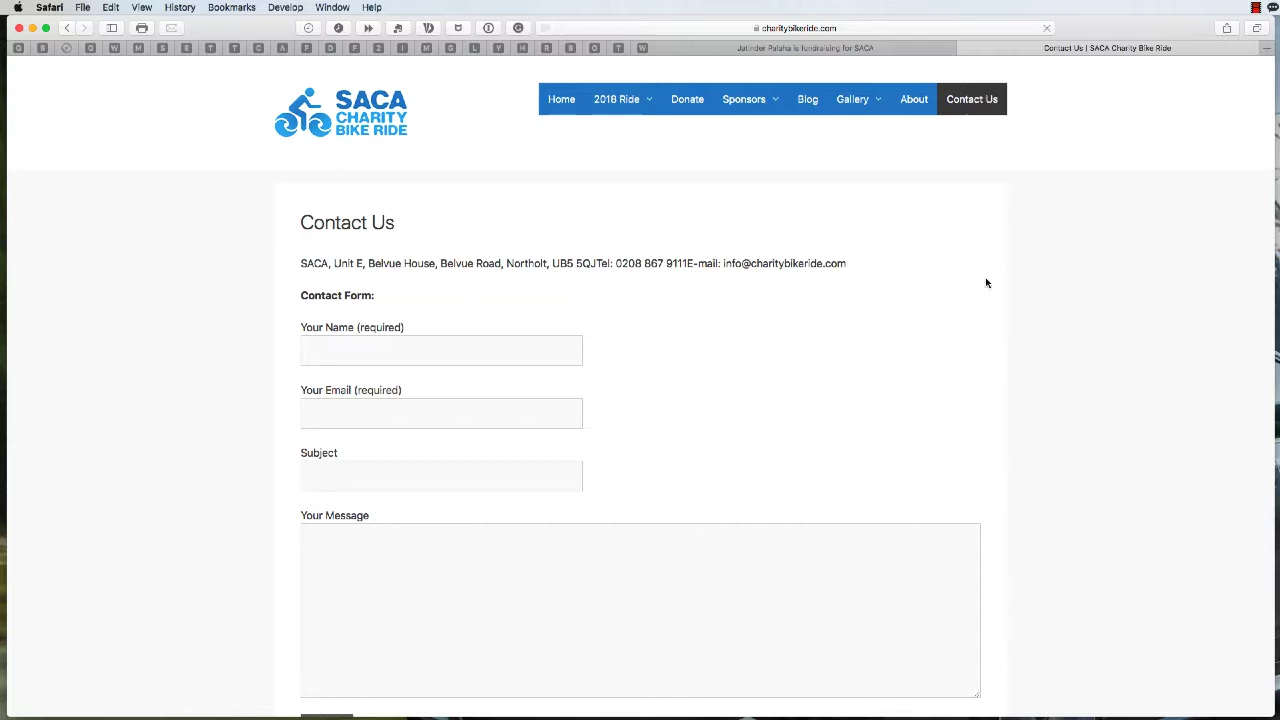 Safari File Edit View History Bookmarks Develop Window Help
charitybikeride.com
Jatinder Palaha is fundraising for SACA
Contact Us | SACA Charity Bike Ride
SACA
CHARITY
BIKE RIDE
Home 2018 Ride Donate Sponsors Blog Gallery About Contact Us
Contact Us
SACA, Unit E, Belvue House, Belvue Road, Northolt, UB5 5QJTel: 0208 867 9111E-mail: info@charitybikeride.com
Contact Form:
Your Name (required)
Your Email (required)
Subject
Your Message